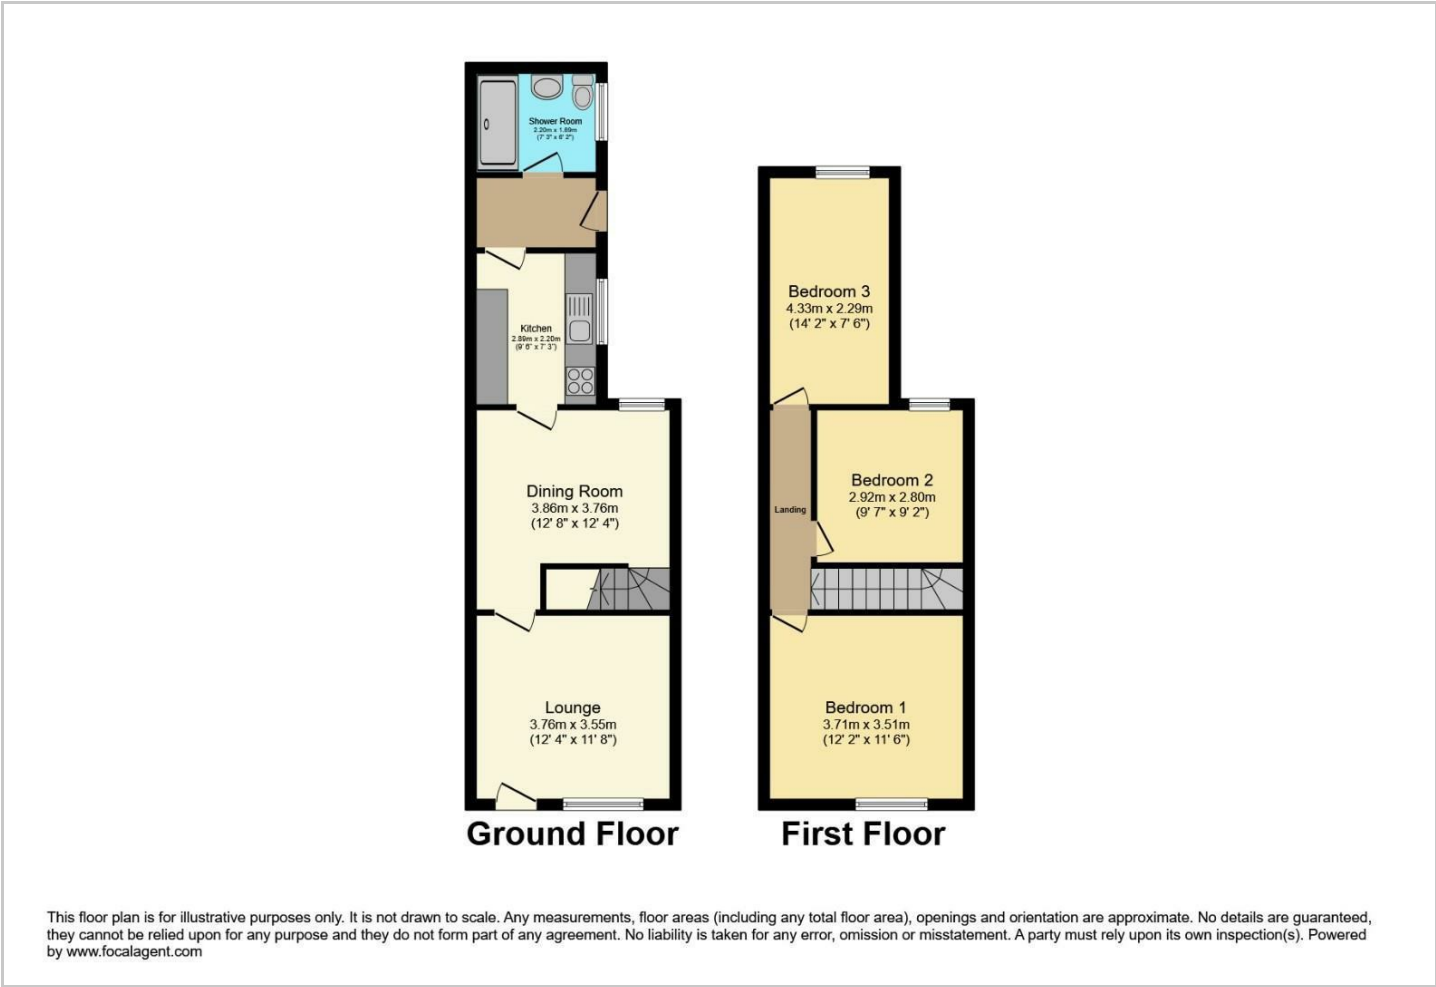 Shower Room
2.20m x 1.89m
(7' 3" x 6' 2")
Kitchen
2.89m x 2.20m
(9' 6" x 7' 3")
Dining Room
3.86m x 3.76m
(12' 8" x 12' 4")
Lounge
3.76m x 3.55m
(12' 4" x 11' 8")
Ground Floor
Bedroom 3
4.33m x 2.29m
(14' 2" x 7' 6")
Bedroom 2
2.92m x 2.80m
(9' 7" x 9' 2")
Landing
Bedroom 1
3.71m x 3.51m
(12' 2" x 11' 6")
First Floor
This floor plan is for illustrative purposes only. It is not drawn to scale. Any measurements, floor areas (including any total floor area), openings and orientation are approximate. No details are guaranteed,
they cannot be relied upon for any purpose and they do not form part of any agreement. No liability is taken for any error, omission or misstatement. A party must rely upon its own inspection(s). Powered
by www.focalagent.com